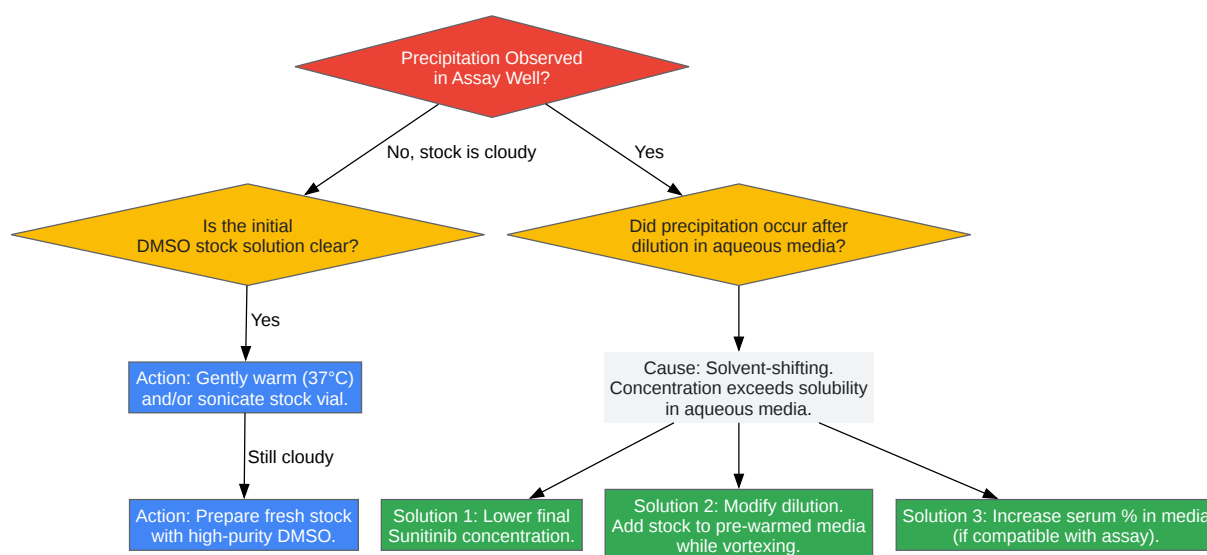 Precipitation Observed
in Assay Well?
No, stock is cloudy
Yes
Is the initial
DMSO stock solution clear?
Did precipitation occur after
dilution in aqueous media?
Yes
Action: Gently warm (37°C)
and/or sonicate stock vial.
Cause: Solvent-shifting.
Concentration exceeds solubility
in aqueous media.
Still cloudy
Action: Prepare fresh stock
with high-purity DMSO.
Solution 1: Lower final
Sunitinib concentration.
Solution 2: Modify dilution.
Add stock to pre-warmed media
while vortexing.
Solution 3: Increase serum % in media
(if compatible with assay).